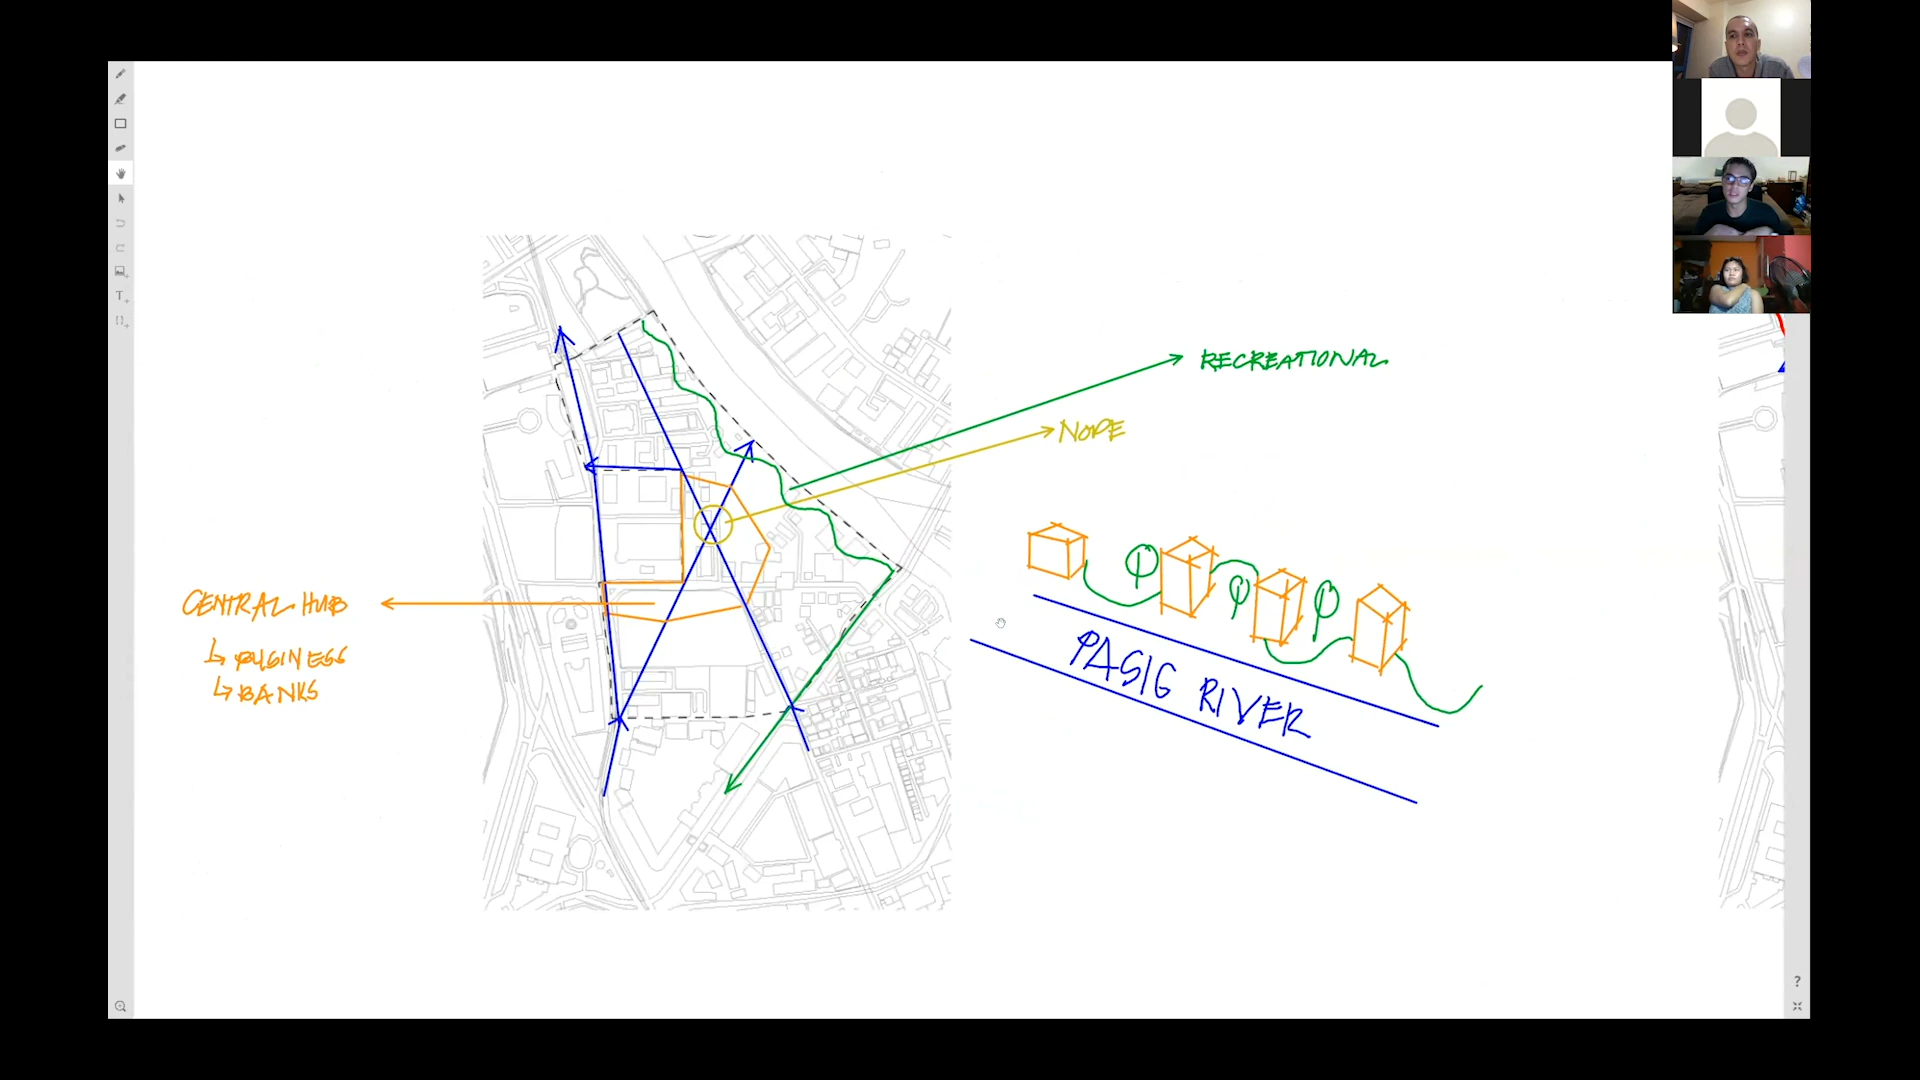 RECREATIONAL
NODE
CENTRAL HUB
BUSINESS
BANKS
PASIG RIVER
T
?